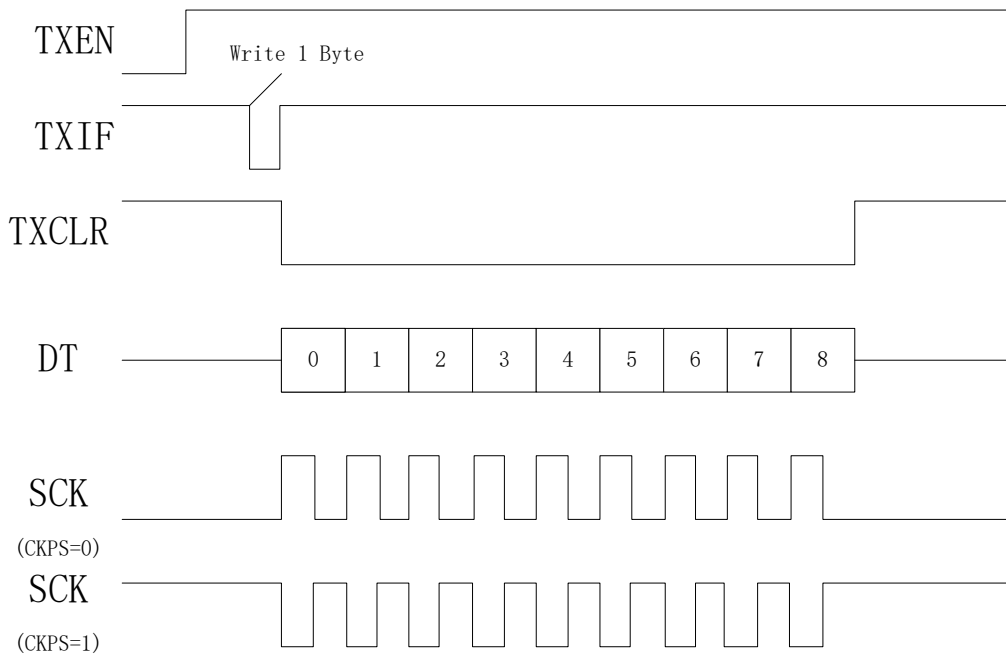 TXEN
Write 1 Byte
TXIF
TXCLR
DT 0 1 2 3 4 5 6 7 8
SCK
(CKPS=0)
SCK
(CKPS=1)